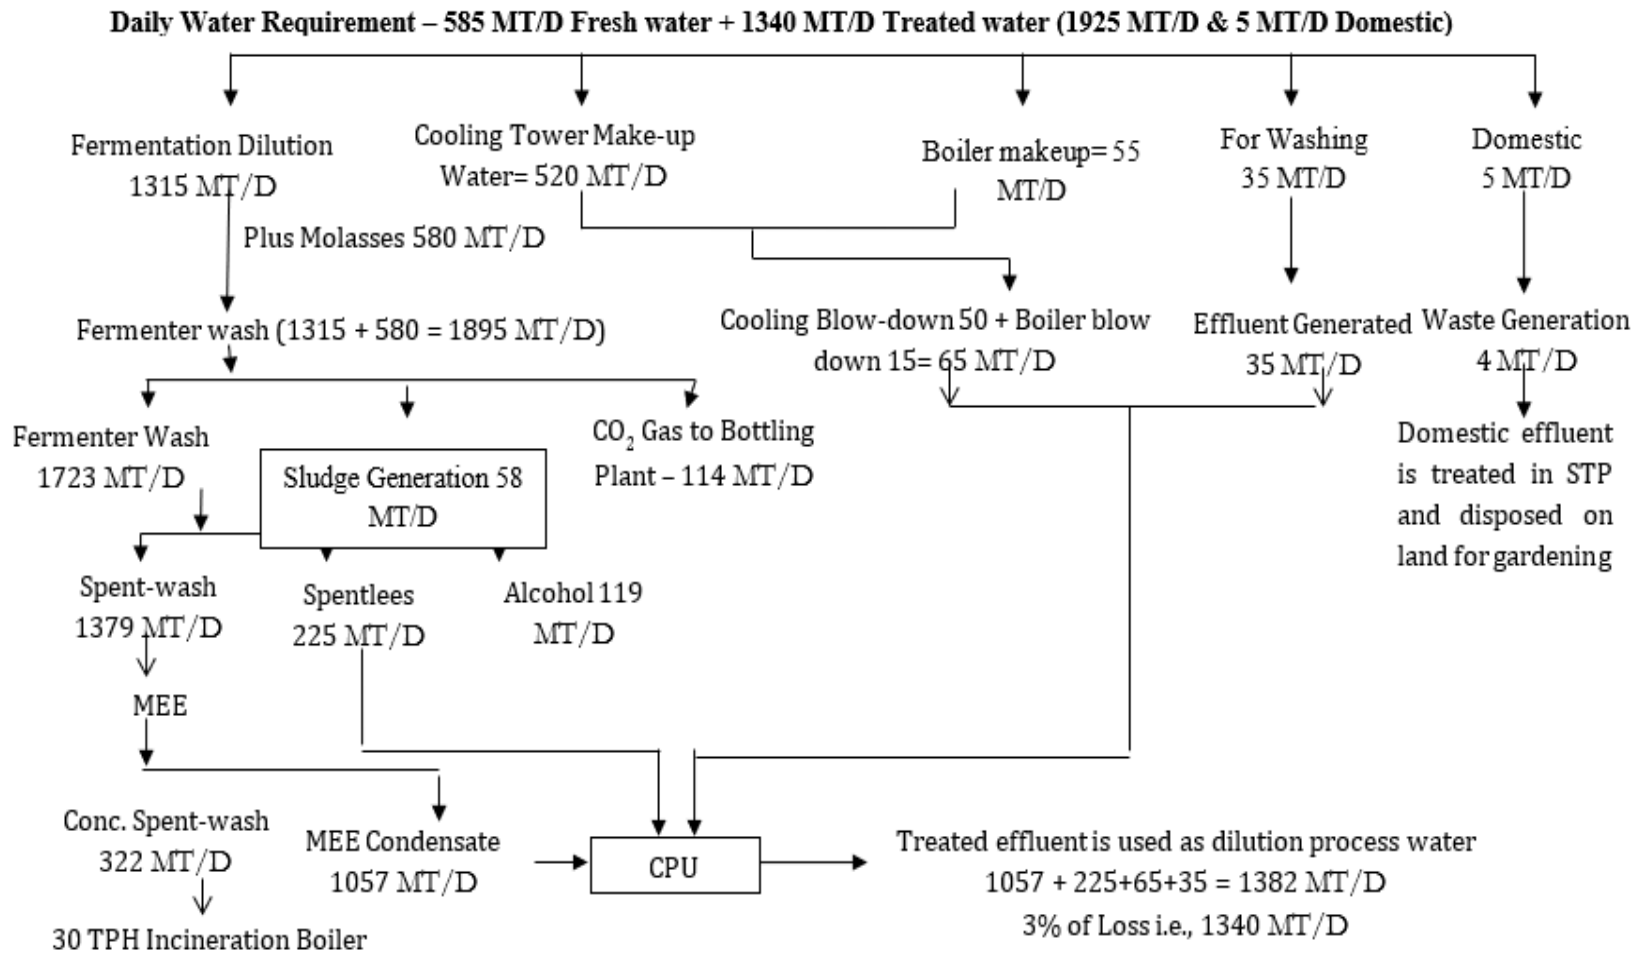 Daily Water Requirement – 585 MT/D Fresh water + 1340 MT/D Treated water (1925 MT/D & 5 MT/D Domestic)
Fermentation Dilution
1315 MT/D
Cooling Tower Make-up
Water= 520 MT/D
Boiler makeup= 55
MT/D
For Washing
35 MT/D
Domestic
5 MT/D
Plus Molasses 580 MT/D
Fermenter wash (1315 + 580 = 1895 MT/D)
Cooling Blow-down 50 + Boiler blow
down 15= 65 MT/D
Effluent Generated
35 MT/D
Waste Generation
4 MT/D
Fermenter Wash
1723 MT/D
Sludge Generation 58
MT/D
CO₂ Gas to Bottling
Plant – 114 MT/D
Domestic effluent
is treated in STP
and disposed on
land for gardening
Spent-wash
1379 MT/D
Spentlees
225 MT/D
Alcohol 119
MT/D
MEE
Conc. Spent-wash
322 MT/D
30 TPH Incineration Boiler
MEE Condensate
1057 MT/D
CPU
Treated effluent is used as dilution process water
1057 + 225+65+35 = 1382 MT/D
3% of Loss i.e., 1340 MT/D